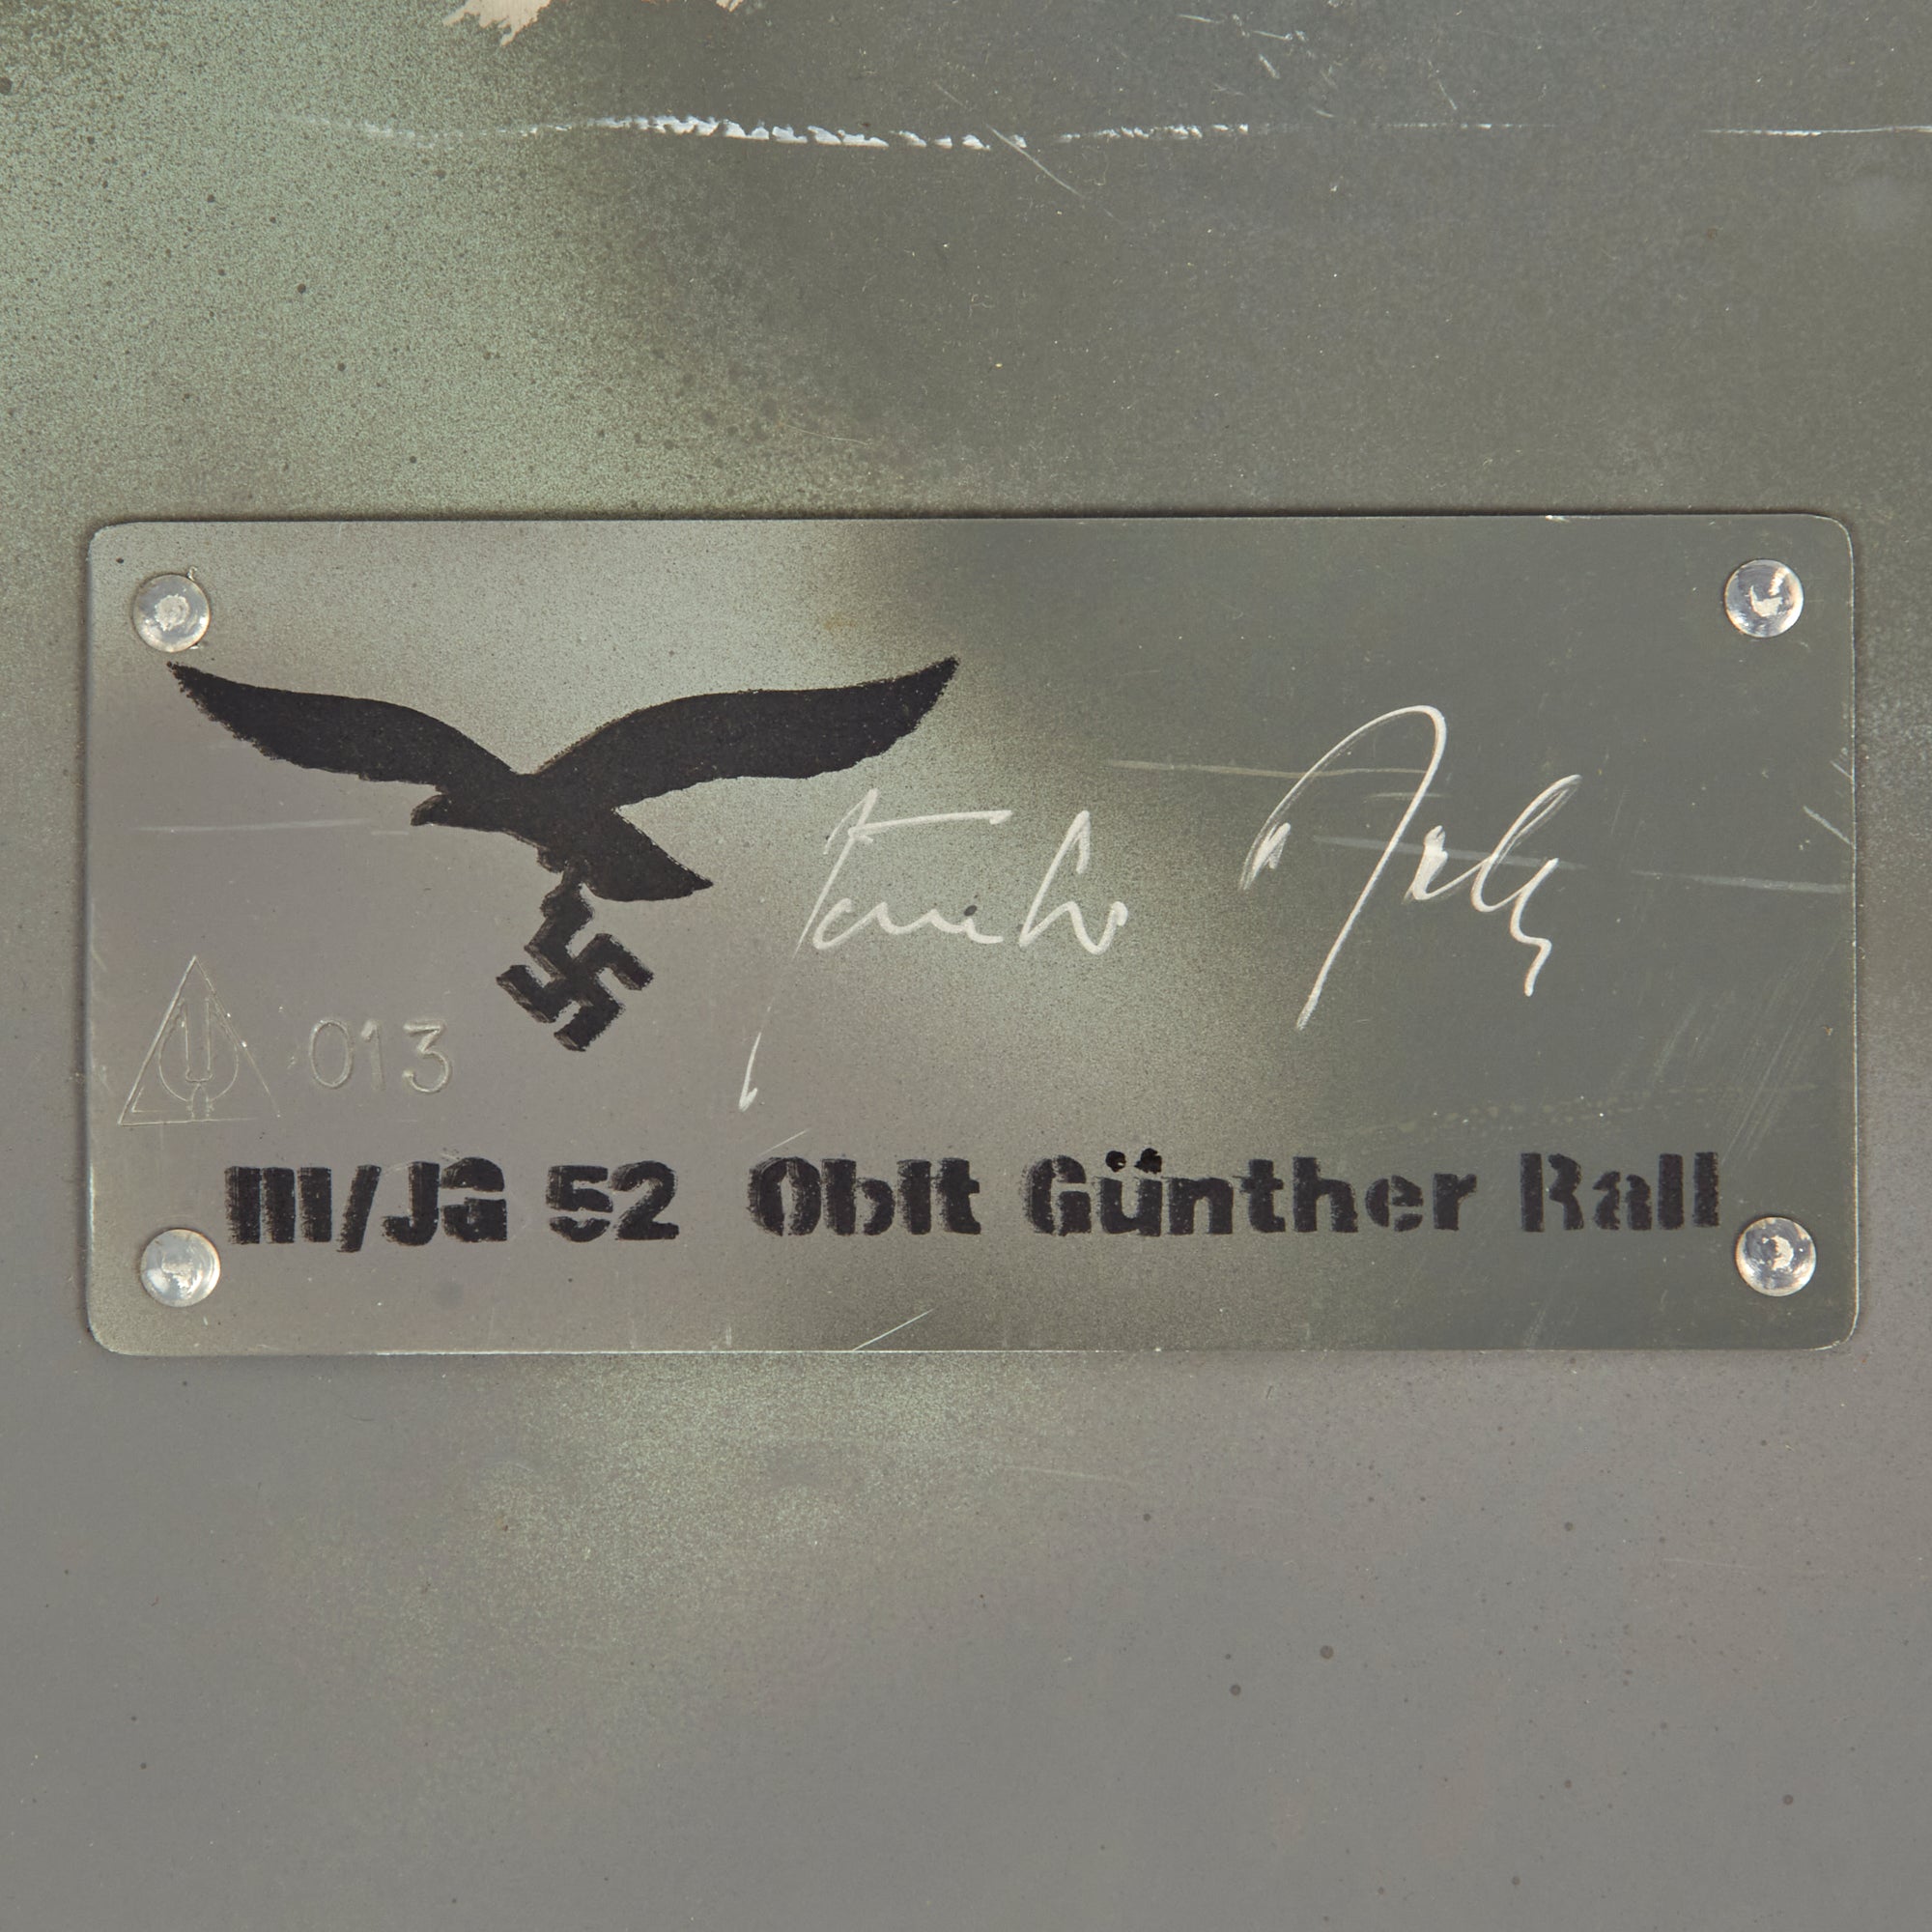 013
III/JG 52 Oblt Günther Rall